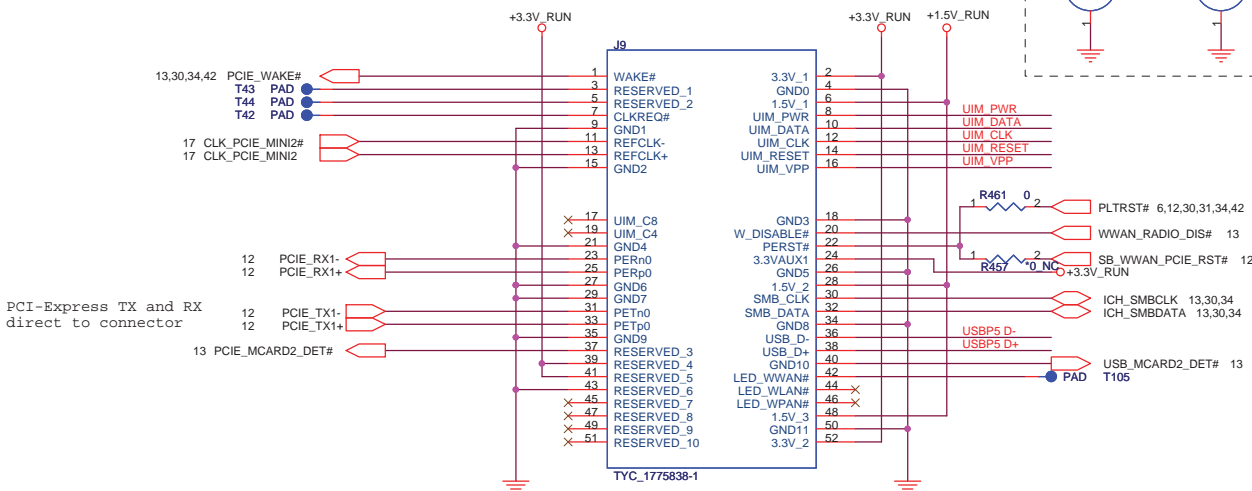 +3.3V_RUN
+3.3V_RUN +1.5V_RUN
1
1
J9
13,30,34,42 PCIE_WAKE# 1 WAKE# 3.3V_1 2
T43 PAD 3 RESERVED_1 GND0 4
T44 PAD 5 RESERVED_2 1.5V_1 6
T42 PAD 7 CLKREQ# UIM_PWR 8 UIM_PWR
9 GND1 UIM_DATA 10 UIM_DATA
17 CLK_PCIE_MINI2# 11 REFCLK- UIM_CLK 12 UIM_CLK
17 CLK_PCIE_MINI2 13 REFCLK+ UIM_RESET 14 UIM_RESET
15 GND2 UIM_VPP 16 UIM_VPP
R461 0
1 2 PLTRST# 6,12,30,31,34,42
17 UIM_C8 GND3 18
19 UIM_C4 W_DISABLE# 20 WWAN_RADIO_DIS# 13
21 GND4 PERST# 22
12 PCIE_RX1- 23 PERn0 3.3VAUX1 24 1 2 SB_WWAN_PCIE_RST# 12
R457 *0_NC
+3.3V_RUN
12 PCIE_RX1+ 25 PERp0 GND5 26
27 GND6 1.5V_2 28
29 GND7 SMB_CLK 30 ICH_SMBCLK 13,30,34
PCI-Express TX and RX
direct to connector
12 PCIE_TX1- 31 PETn0 SMB_DATA 32 ICH_SMBDATA 13,30,34
12 PCIE_TX1+ 33 PETp0 GND8 34
35 GND9 USB_D- 36 USBP5 D-
13 PCIE_MCARD2_DET# 37 RESERVED_3 USB_D+ 38 USBP5 D+
39 RESERVED_4 GND10 40 USB_MCARD2_DET# 13
41 RESERVED_5 LED_WWAN# 42 PAD T105
43 RESERVED_6 LED_WLAN# 44
45 RESERVED_7 LED_WPAN# 46
47 RESERVED_8 1.5V_3 48
49 RESERVED_9 GND11 50
51 RESERVED_10 3.3V_2 52
TYC_1775838-1